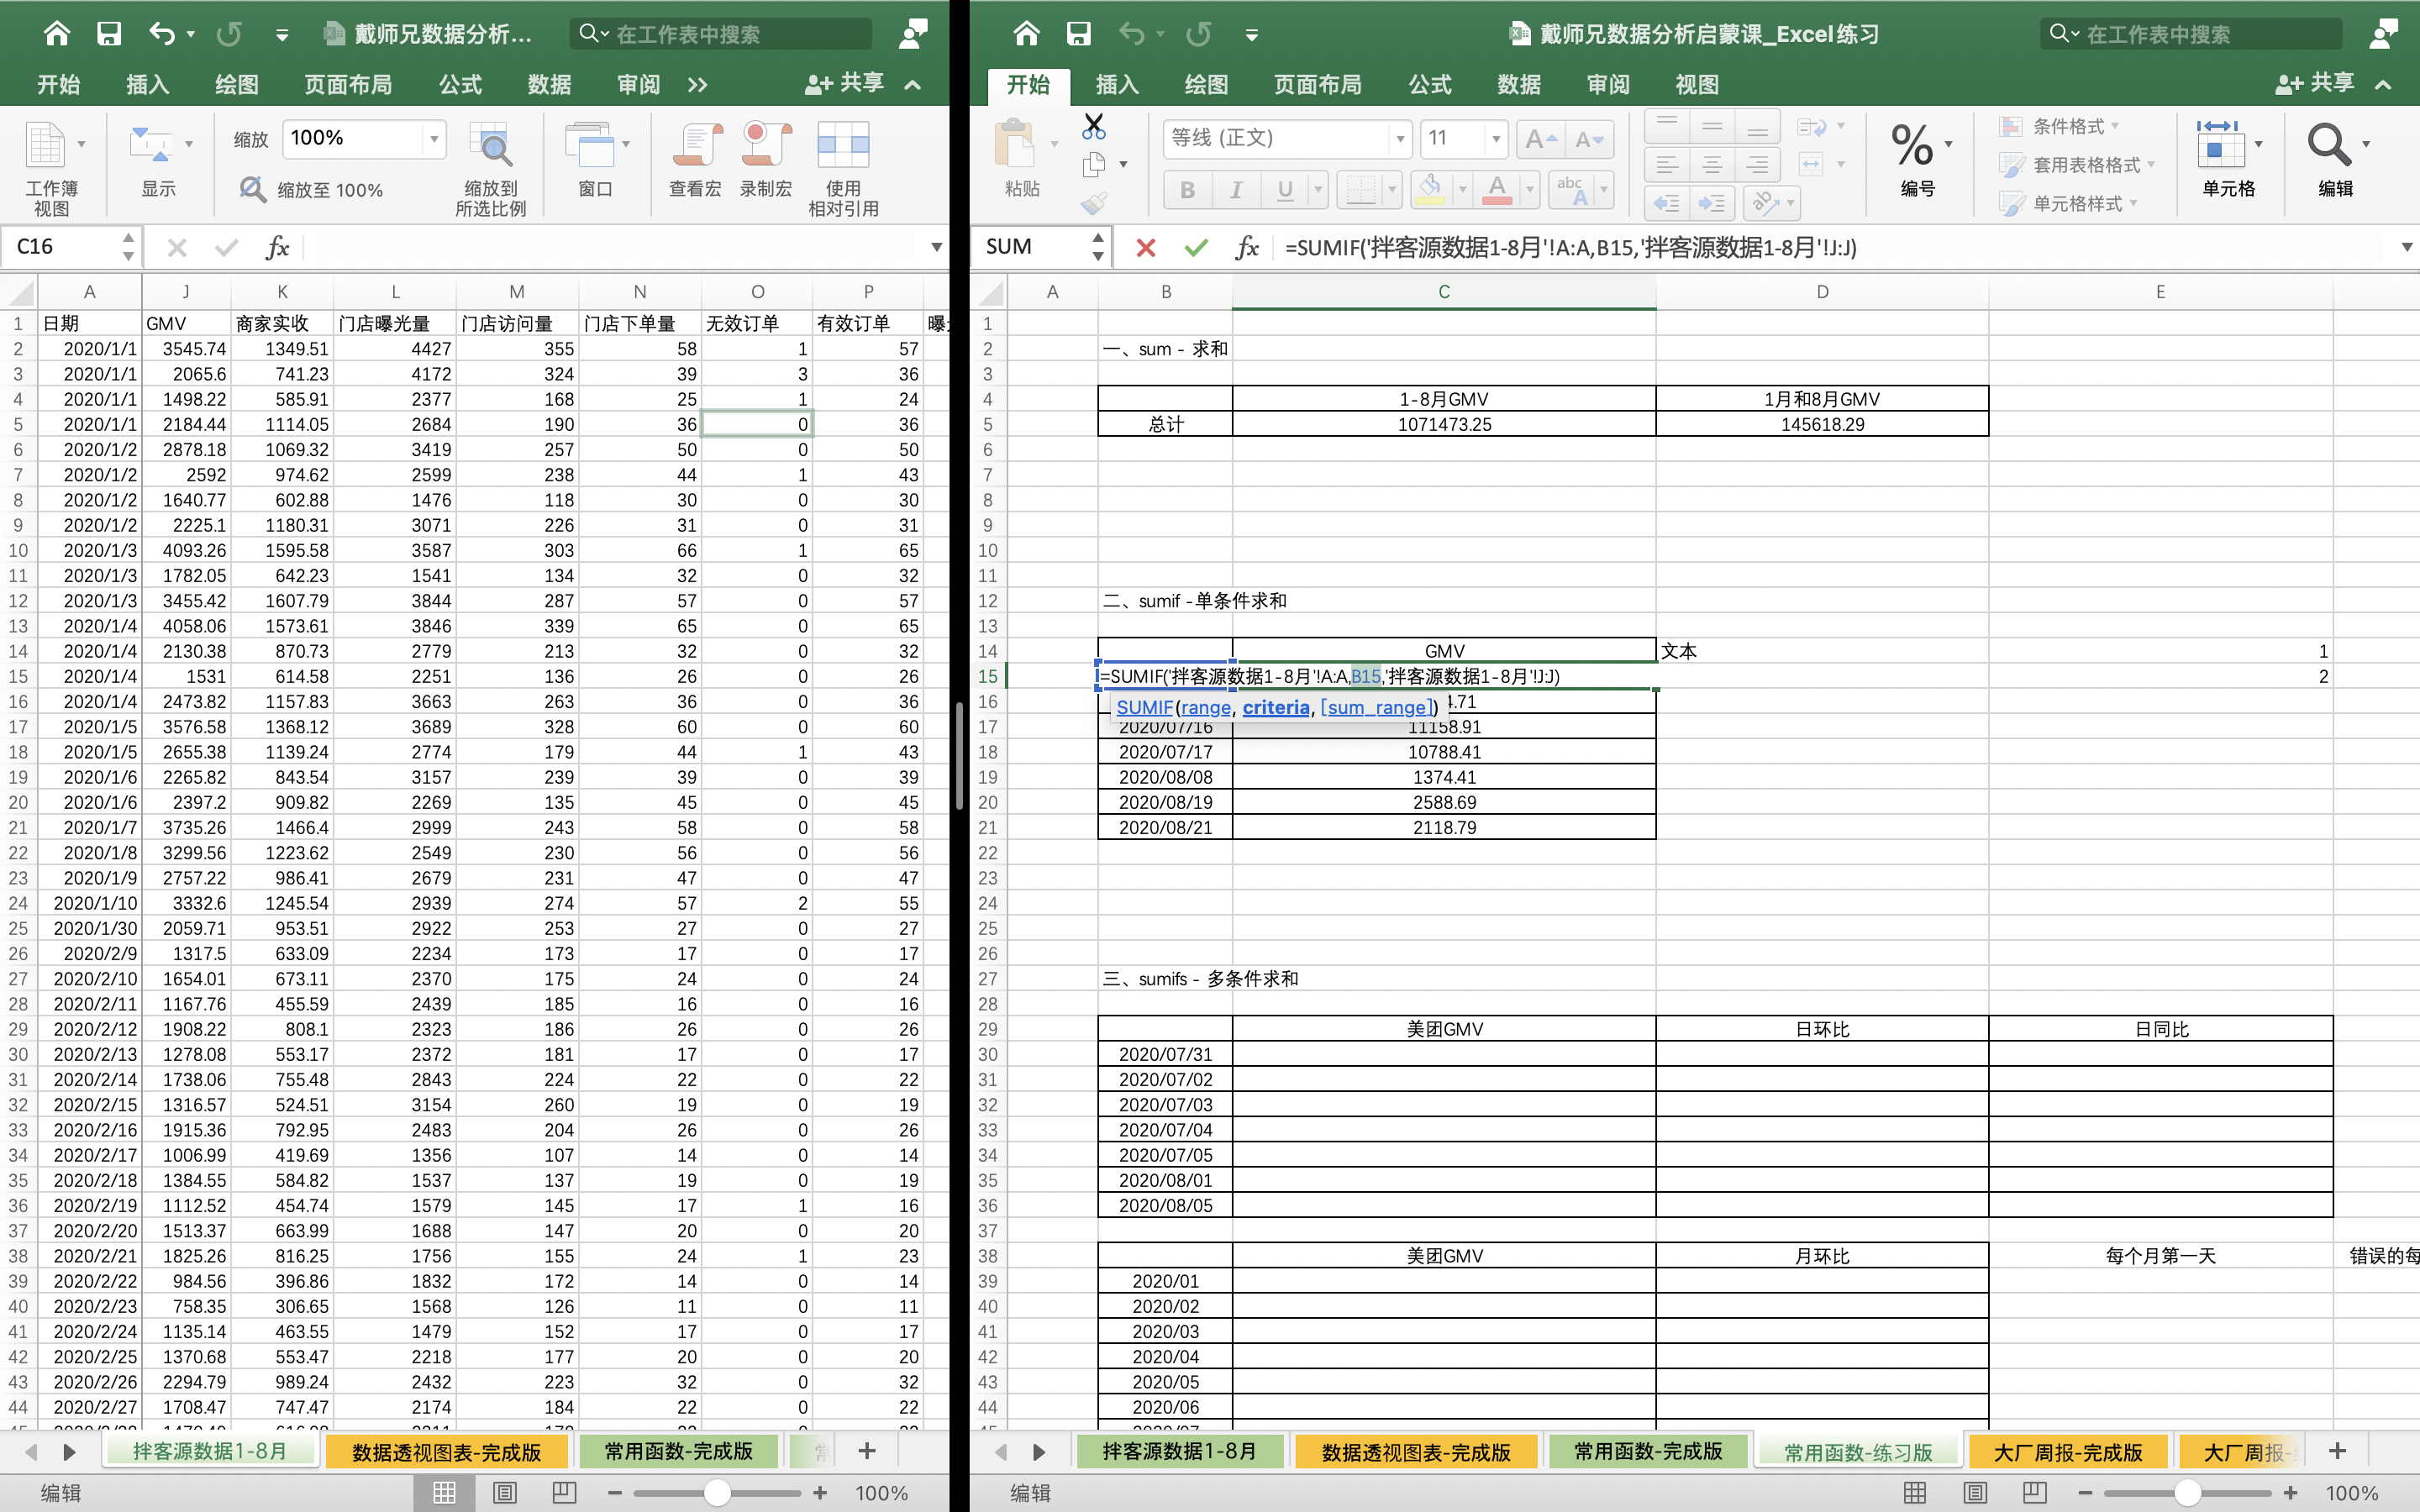 戴师兄数据分析...
在工作表中搜索
开始 插入 绘图 页面布局 公式 数据 审阅 共享
工作簿视图
显示
缩放 100%
缩放至 100%
缩放到所选比例
窗口
查看宏 录制宏 使用相对引用
C16
fx
A J K L M N O P
1 日期 GMV 商家实收 门店曝光量 门店访问量 门店下单量 无效订单 有效订单
2 2020/1/1 3545.74 1349.51 4427 355 58 1 57
3 2020/1/1 2065.6 741.23 4172 324 39 3 36
4 2020/1/1 1498.22 585.91 2377 168 25 1 24
5 2020/1/1 2184.44 1114.05 2684 190 36 0 36
6 2020/1/2 2878.18 1069.32 3419 257 50 0 50
7 2020/1/2 2592 974.62 2599 238 44 1 43
8 2020/1/2 1640.77 602.88 1476 118 30 0 30
9 2020/1/2 2225.1 1180.31 3071 226 31 0 31
10 2020/1/3 4093.26 1595.58 3587 303 66 1 65
11 2020/1/3 1782.05 642.23 1541 134 32 0 32
12 2020/1/3 3455.42 1607.79 3844 287 57 0 57
13 2020/1/4 4058.06 1573.61 3846 339 65 0 65
14 2020/1/4 2130.38 870.73 2779 213 32 0 32
15 2020/1/4 1531 614.58 2251 136 26 0 26
16 2020/1/4 2473.82 1157.83 3663 263 36 0 36
17 2020/1/5 3576.58 1368.12 3689 328 60 0 60
18 2020/1/5 2655.38 1139.24 2774 179 44 1 43
19 2020/1/6 2265.82 843.54 3157 239 39 0 39
20 2020/1/6 2397.2 909.82 2269 135 45 0 45
21 2020/1/7 3735.26 1466.4 2999 243 58 0 58
22 2020/1/8 3299.56 1223.62 2549 230 56 0 56
23 2020/1/9 2757.22 986.41 2679 231 47 0 47
24 2020/1/10 3332.6 1245.54 2939 274 57 2 55
25 2020/1/30 2059.71 953.51 2922 253 27 0 27
26 2020/2/9 1317.5 633.09 2234 173 17 0 17
27 2020/2/10 1654.01 673.11 2370 175 24 0 24
28 2020/2/11 1167.76 455.59 2439 185 16 0 16
29 2020/2/12 1908.22 808.1 2323 186 26 0 26
30 2020/2/13 1278.08 553.17 2372 181 17 0 17
31 2020/2/14 1738.06 755.48 2843 224 22 0 22
32 2020/2/15 1316.57 524.51 3154 260 19 0 19
33 2020/2/16 1915.36 792.95 2483 204 26 0 26
34 2020/2/17 1006.99 419.69 1356 107 14 0 14
35 2020/2/18 1384.55 584.82 1537 137 19 0 19
36 2020/2/19 1112.52 454.74 1579 145 17 1 16
37 2020/2/20 1513.37 663.99 1688 147 20 0 20
38 2020/2/21 1825.26 816.25 1756 155 24 1 23
39 2020/2/22 984.56 396.86 1832 172 14 0 14
40 2020/2/23 758.35 306.65 1568 126 11 0 11
41 2020/2/24 1135.14 463.55 1479 152 17 0 17
42 2020/2/25 1370.68 553.47 2218 177 20 0 20
43 2020/2/26 2294.79 989.24 2432 223 32 0 32
44 2020/2/27 1708.47 747.47 2174 184 22 0 22
拌客源数据1-8月 数据透视图表-完成版 常用函数-完成版
编辑 100%
戴师兄数据分析启蒙课_Excel练习
在工作表中搜索
开始 插入 绘图 页面布局 公式 数据 审阅 视图 共享
粘贴
等线 (正文) 11
B I U
编号
条件格式
套用表格格式
单元格样式
单元格
编辑
SUM
fx =SUMIF('拌客源数据1-8月'!A:A,B15,'拌客源数据1-8月'!J:J)
A B C D E
1
2 一、sum - 求和
3
4 1-8月GMV 1月和8月GMV
5 总计 1071473.25 145618.29
6
7
8
9
10
11
12 二、sumif -单条件求和
13
14 GMV 文本 1
15 =SUMIF('拌客源数据1-8月'!A:A,B15,'拌客源数据1-8月'!J:J) 2
16 SUMIF(range, criteria, [sum_range]) .71
17 2020/07/16 11158.91
18 2020/07/17 10788.41
19 2020/08/08 1374.41
20 2020/08/19 2588.69
21 2020/08/21 2118.79
22
23
24
25
26
27 三、sumifs - 多条件求和
28
29 美团GMV 日环比 日同比
30 2020/07/31
31 2020/07/02
32 2020/07/03
33 2020/07/04
34 2020/07/05
35 2020/08/01
36 2020/08/05
37
38 美团GMV 月环比 每个月第一天 错误的每
39 2020/01
40 2020/02
41 2020/03
42 2020/04
43 2020/05
44 2020/06
拌客源数据1-8月 数据透视图表-完成版 常用函数-完成版 常用函数-练习版 大厂周报-完成版 大厂周报-
编辑 100%